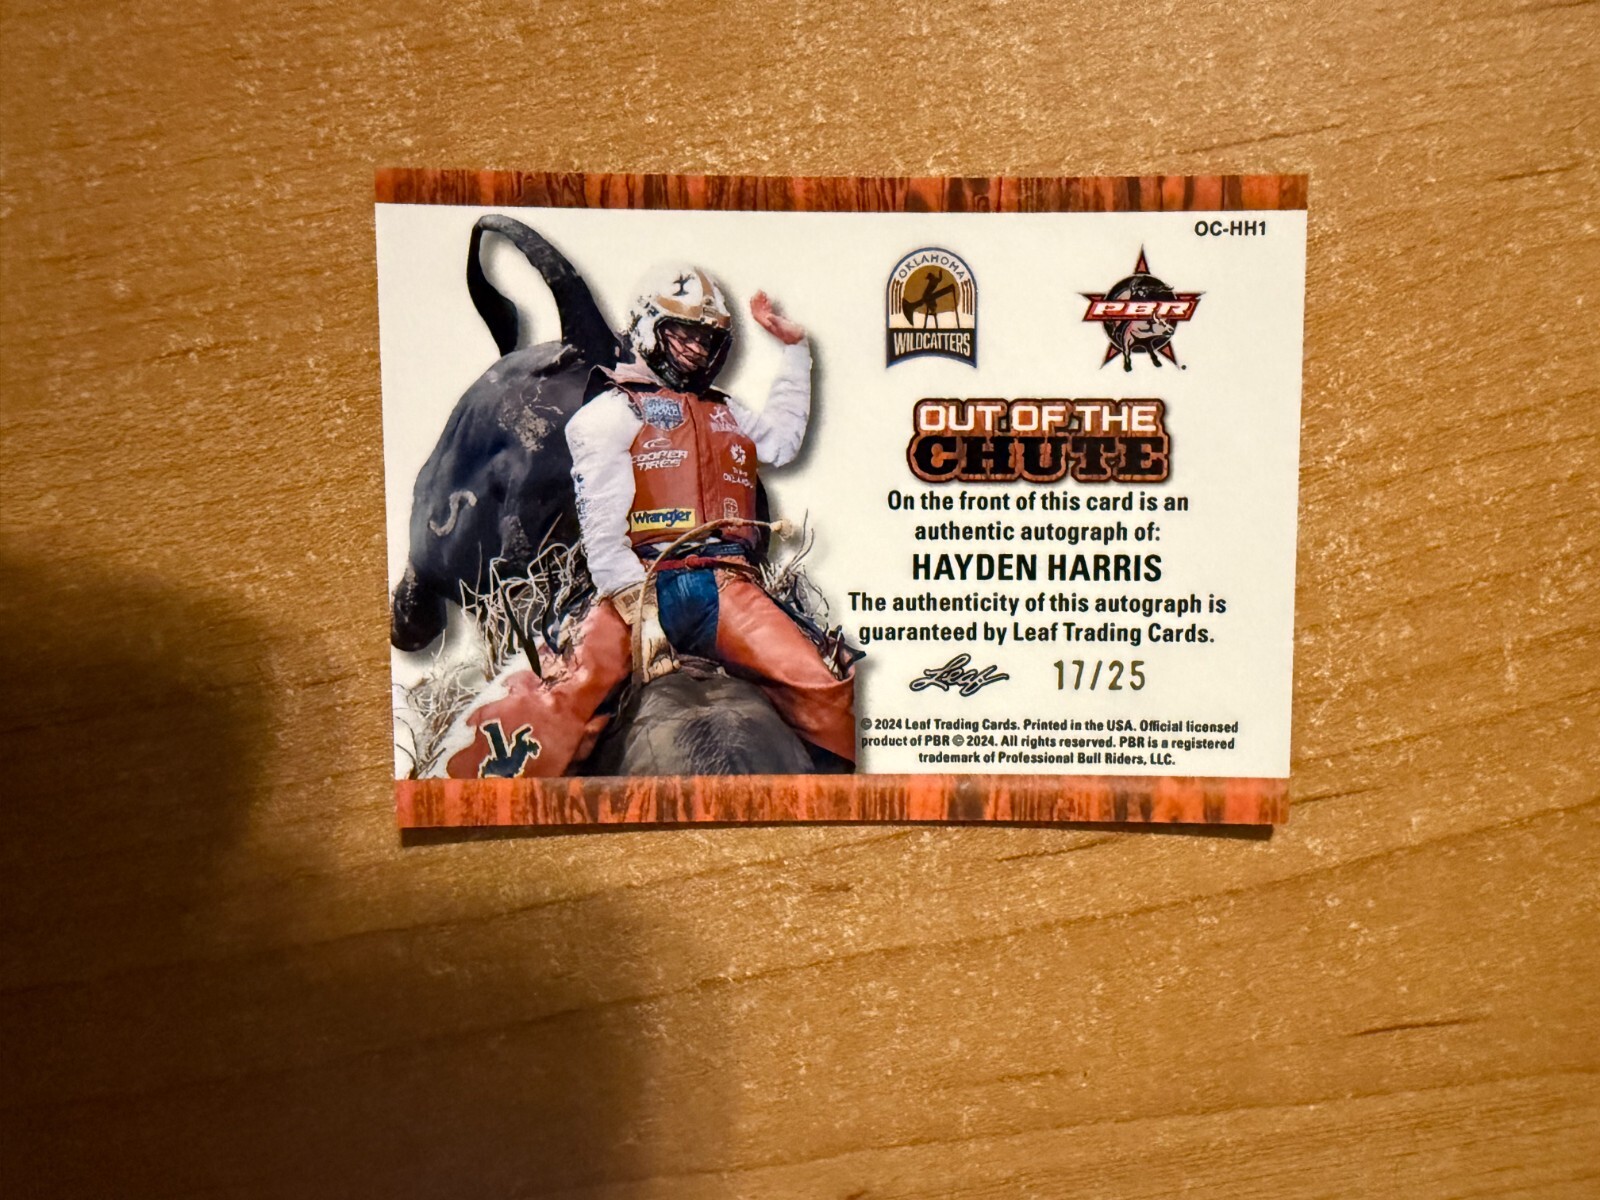 OC-HH1
OKLAHOMA
WILDCATTERS
PBR
OUT OF THE
CHUTE
On the front of this card is an
authentic autograph of:
HAYDEN HARRIS
The authenticity of this autograph is
guaranteed by Leaf Trading Cards.
Leaf 17/25
© 2024 Leaf Trading Cards. Printed in the USA. Official licensed
product of PBR © 2024. All rights reserved. PBR is a registered
trademark of Professional Bull Riders, LLC.
COOPER
TIRES
Wrangler